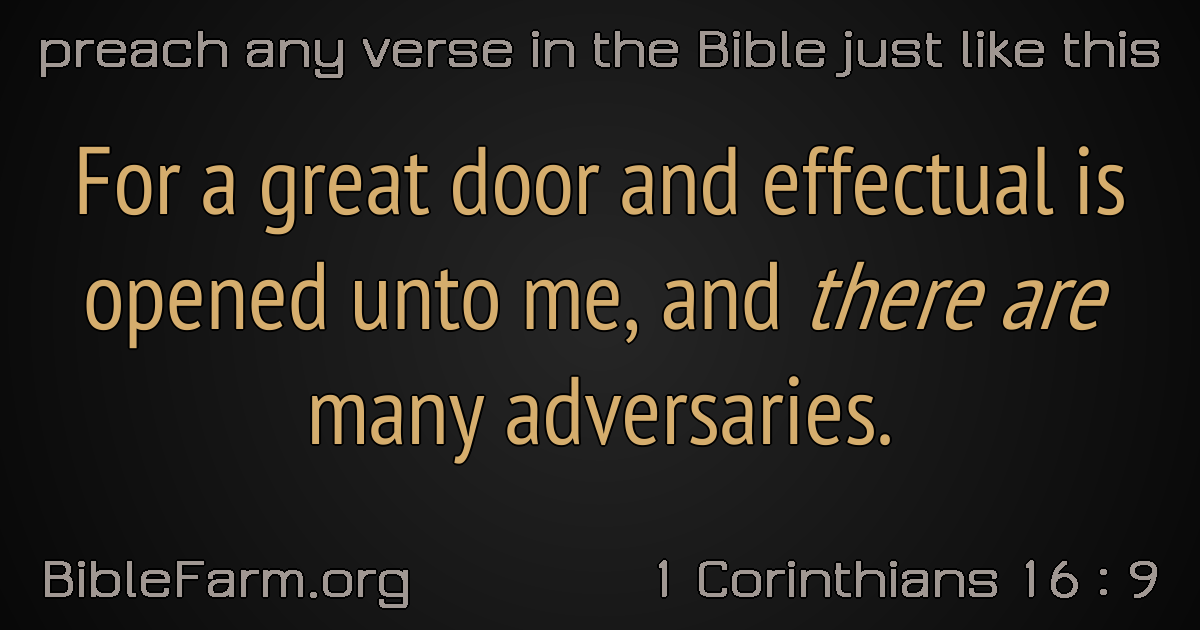 preach any verse in the Bible just like this
For a great door and effectual is
opened unto me, and there are
many adversaries.
BibleFarm.org
1 Corinthians 16 : 9